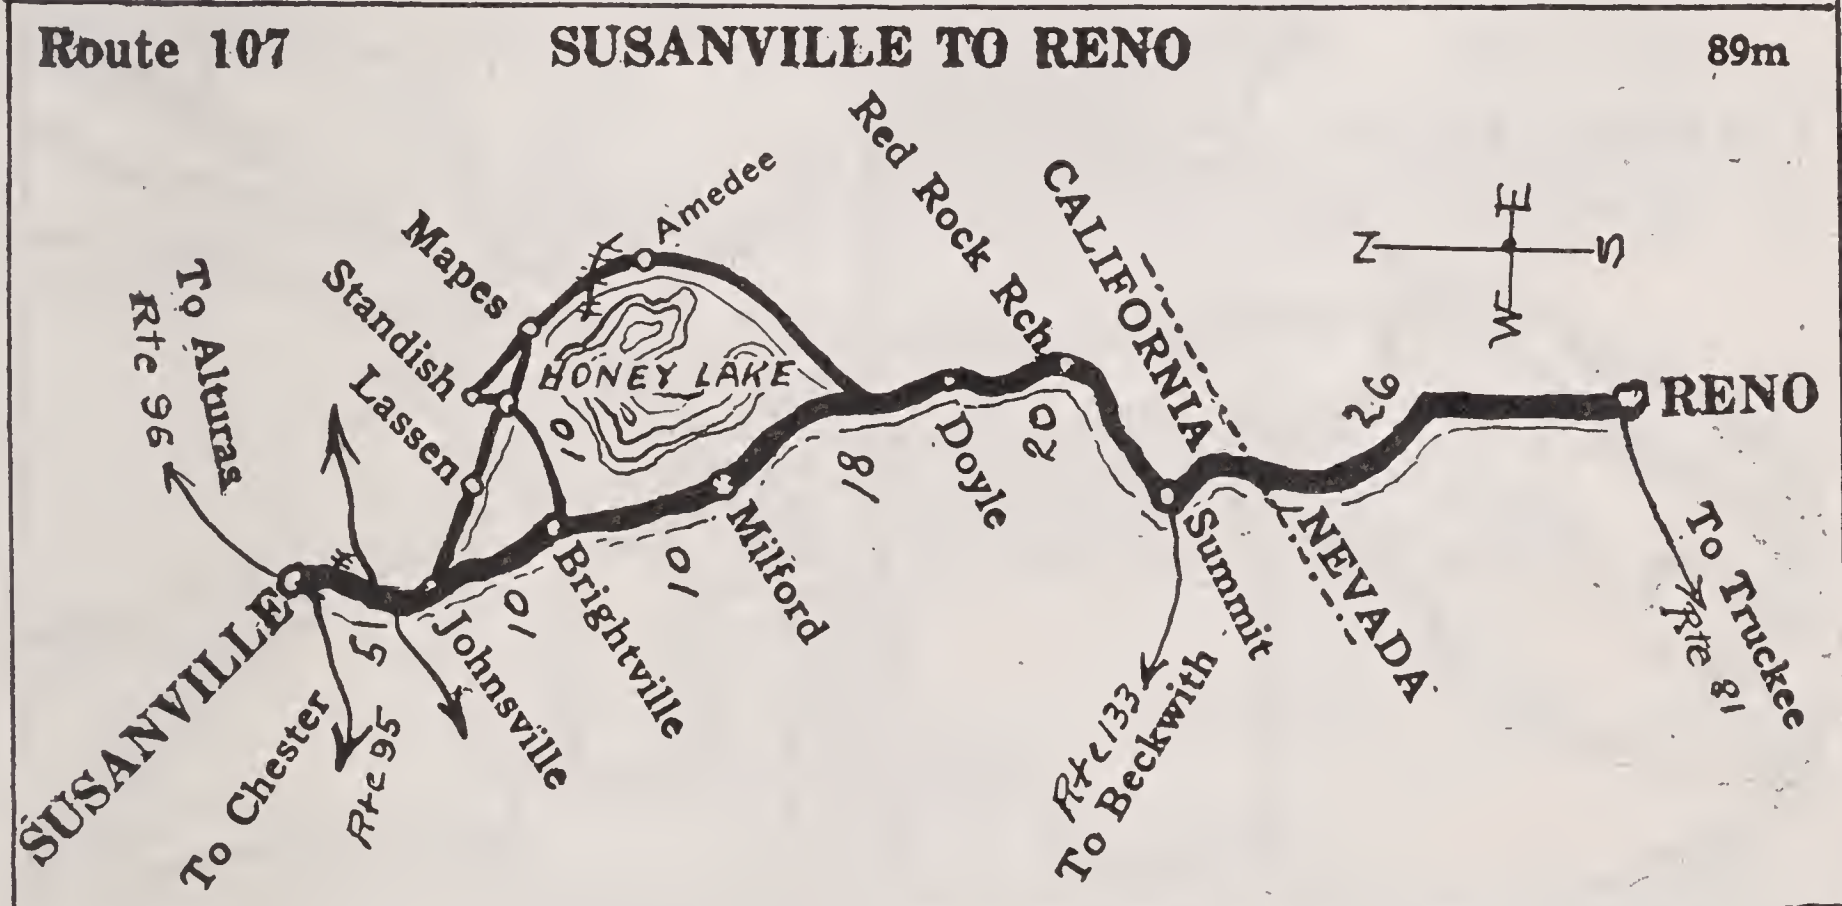 Route 107
SUSANVILLE TO RENO
89m
SUSANVILLE
To Alturas
Rte 96
To Chester
Rte 95
5
Johnsville
10
Lassen
Standish
Mapes
Amedee
HONEY LAKE
10
Brightville
10
Milford
18
Doyle
20
Red Rock Rch
Summit
Rte 133
To Beckwith
CALIFORNIA
NEVADA
26
RENO
To Truckee
Rte 81
N
E
S
W